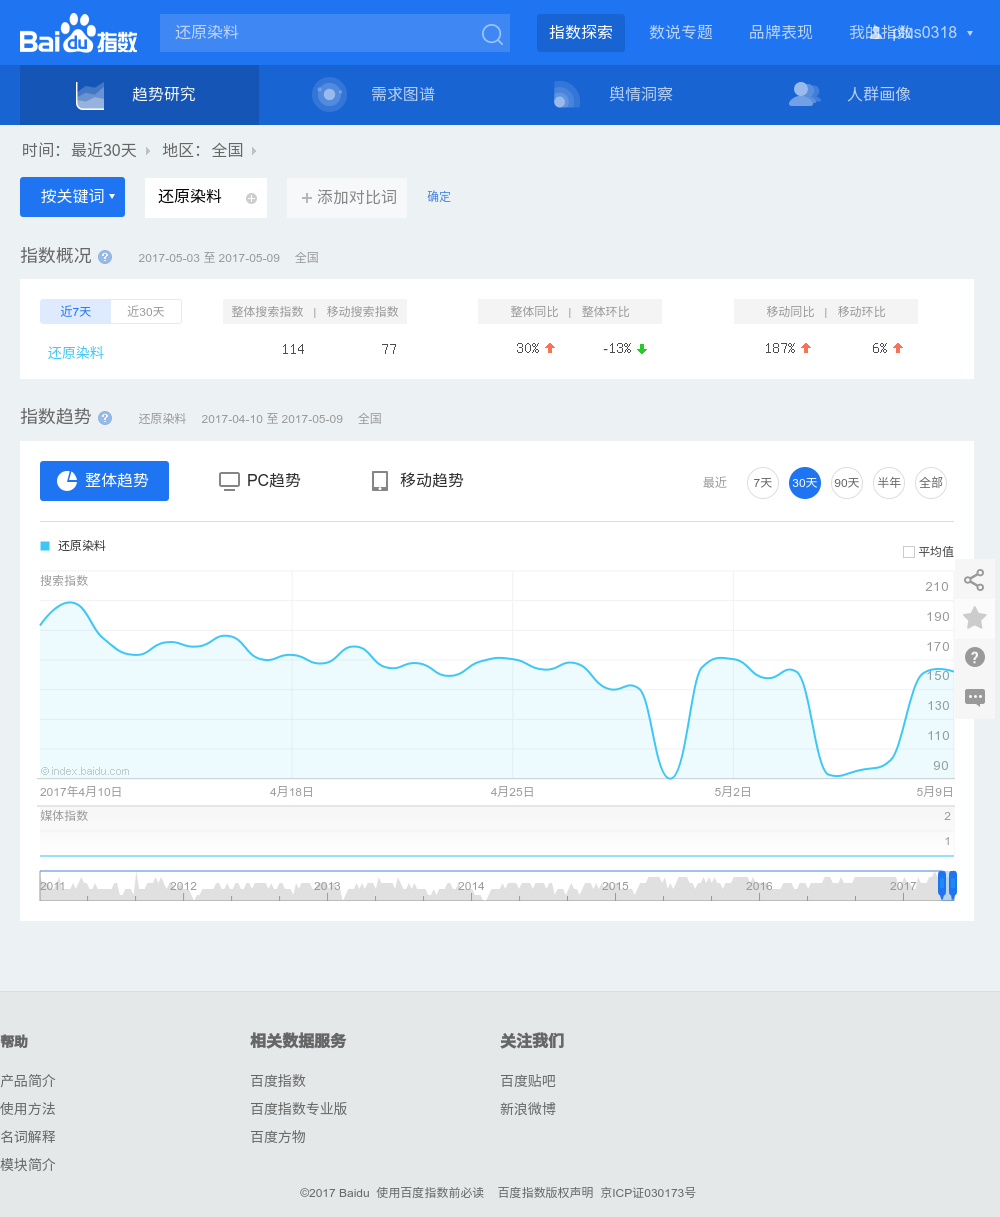 Bai du 指数
还原染料
指数探索 数说专题 品牌表现 我的指数 plus0318
趋势研究 需求图谱 舆情洞察 人群画像
时间: 最近30天 地区: 全国
按关键词 还原染料 + 添加对比词 确定
指数概况 ? 2017-05-03 至 2017-05-09 全国
近7天 近30天 整体搜索指数 | 移动搜索指数 整体同比 | 整体环比 移动同比 | 移动环比
还原染料 114 77 30% -13% 187% 6%
指数趋势 ? 还原染料 2017-04-10 至 2017-05-09 全国
整体趋势 PC趋势 移动趋势 最近 7天 30天 90天 半年 全部
还原染料
平均值
搜索指数
210
190
170
150
130
110
90
©index.baidu.com
2017年4月10日 4月18日 4月25日 5月2日 5月9日
媒体指数 2
1
2011 2012 2013 2014 2015 2016 2017
帮助 相关数据服务 关注我们
产品简介 百度指数 百度贴吧
使用方法 百度指数专业版 新浪微博
名词解释 百度方物
模块简介
©2017 Baidu 使用百度指数前必读 百度指数版权声明 京ICP证030173号